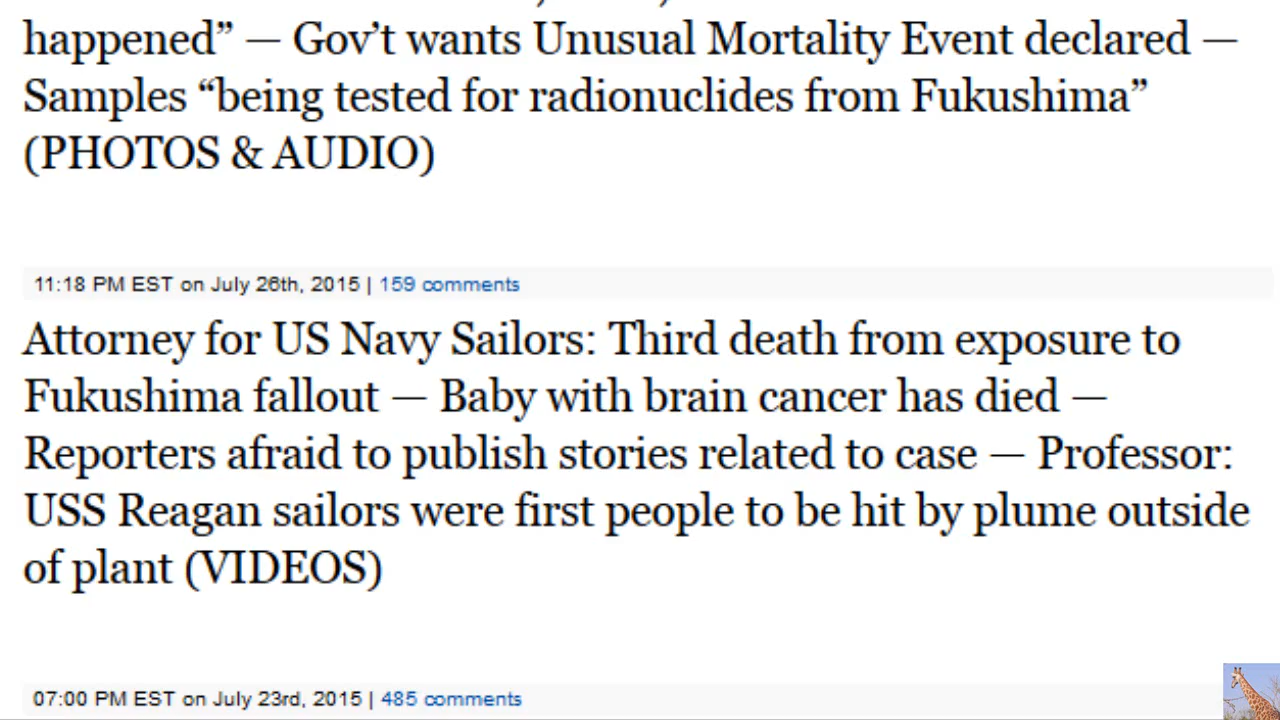 happened” — Gov’t wants Unusual Mortality Event declared —
Samples “being tested for radionuclides from Fukushima”
(PHOTOS & AUDIO)
11:18 PM EST on July 26th, 2015 | 159 comments
Attorney for US Navy Sailors: Third death from exposure to
Fukushima fallout — Baby with brain cancer has died —
Reporters afraid to publish stories related to case — Professor:
USS Reagan sailors were first people to be hit by plume outside
of plant (VIDEOS)
07:00 PM EST on July 23rd, 2015 | 485 comments